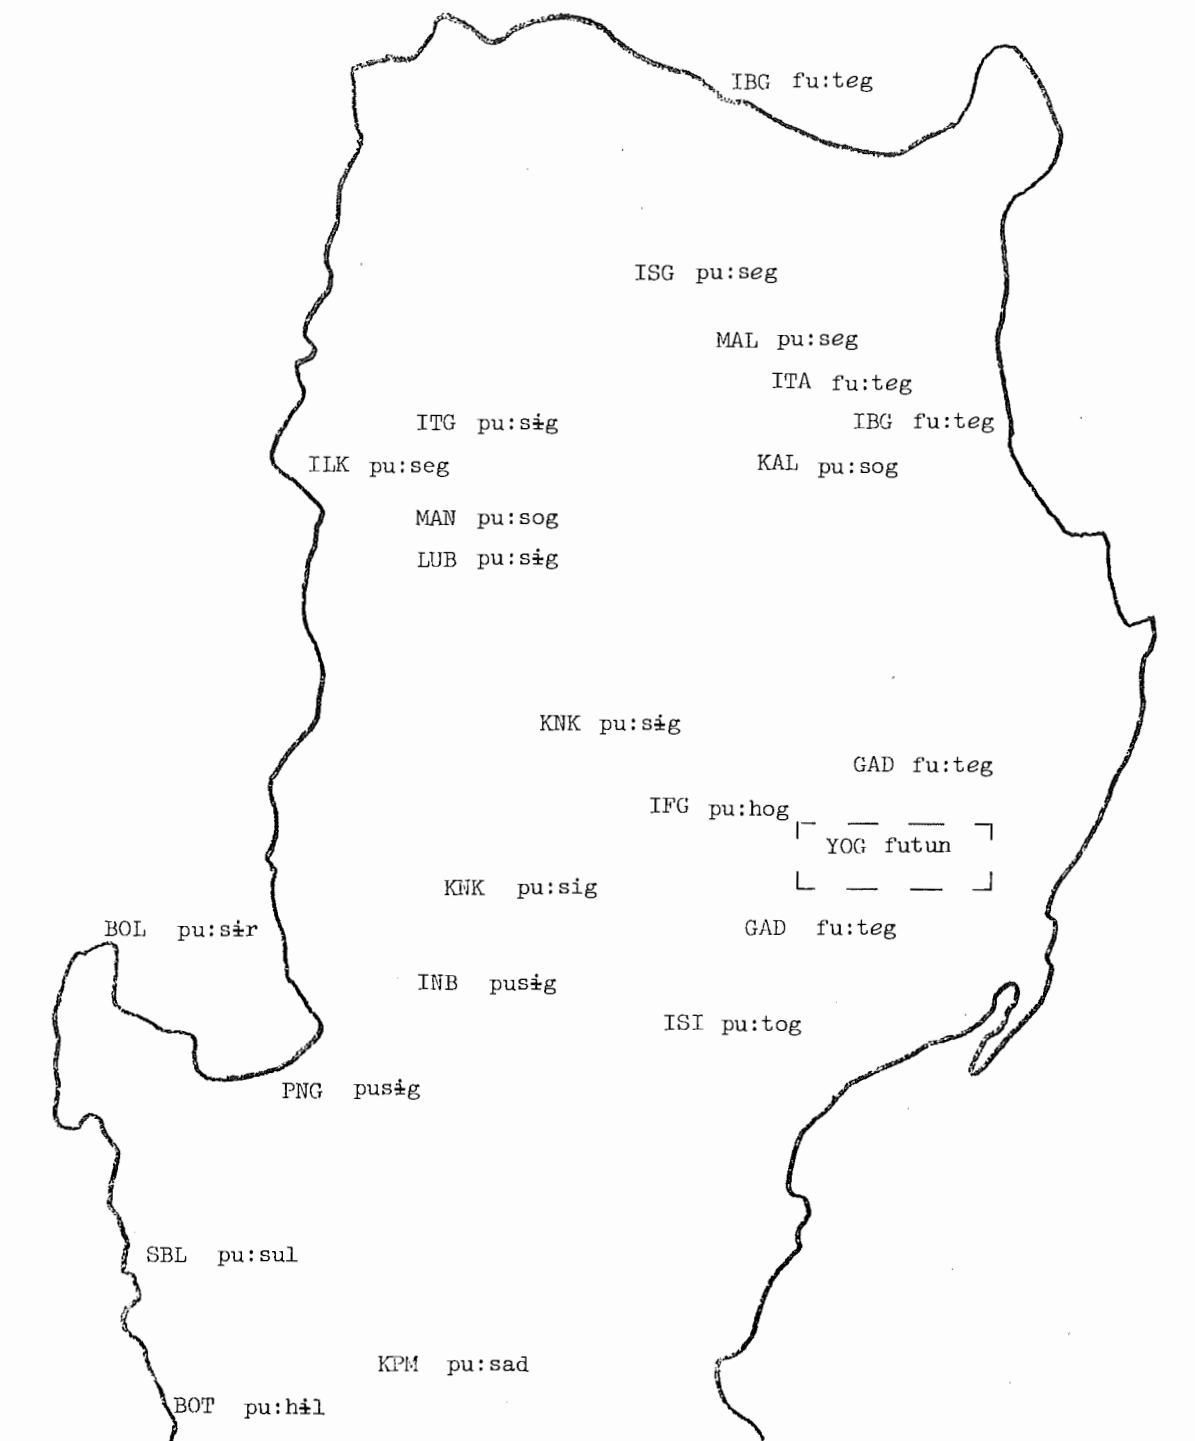 IBG fu:teg
ISG pu:seg
MAL pu:seg
ITA fu:teg
ITG pu:sɨg
IBG fu:teg
ILK pu:seg
KAL pu:sog
MAN pu:sog
LUB pu:sɨg
KNK pu:sɨg
GAD fu:teg
IFG pu:hog
YOG futun
KNK pu:sig
BOL pu:sɨr
GAD fu:teg
INB pusɨg
ISI pu:tog
PNG pusɨg
SBL pu:sul
KPM pu:sad
BOT pu:hɨl